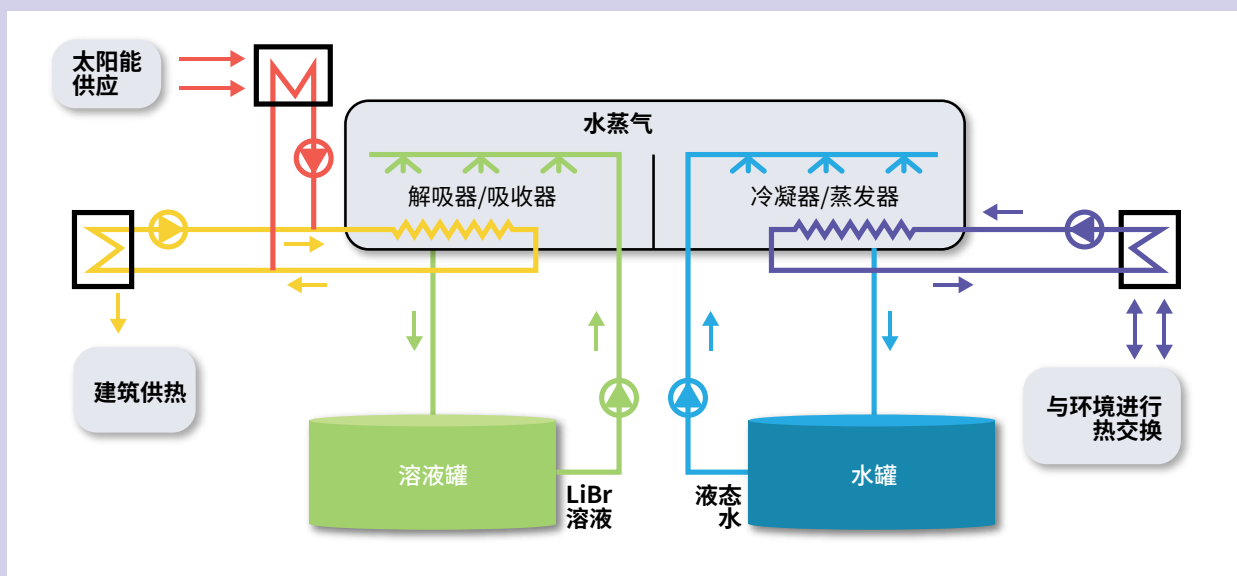 太阳能
供应
水蒸气
解吸器/吸收器
冷凝器/蒸发器
建筑供热
与环境进行
热交换
溶液罐
水罐
LiBr
溶液
液态
水